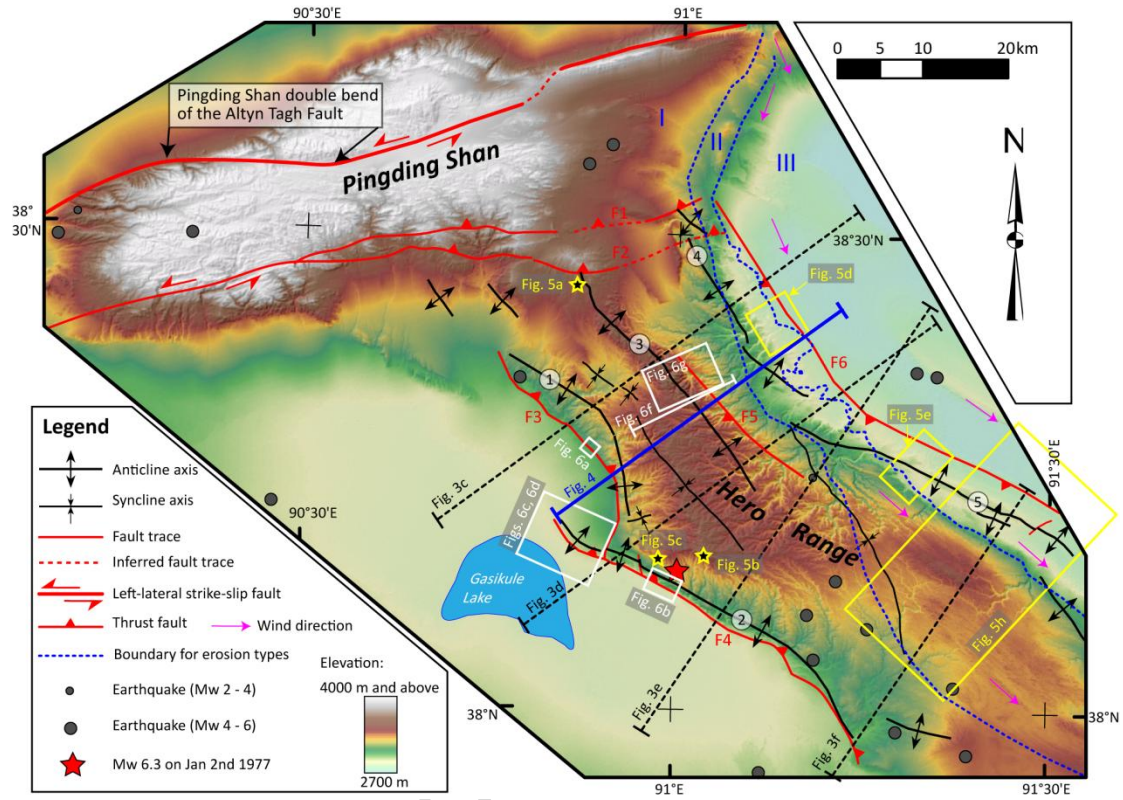 90°30'E
91°E
0 5 10 20km
Pingding Shan double bend
of the Altyn Tagh Fault
I
II
III
N
Pingding Shan
38°
30'N
F1
F2
38°30'N
4
Fig. 5a
Fig. 5d
3
F6
1
Fig. 6g
F3
Fig. 6f
F5
Fig. 5e
Fig. 6a
91°30'E
Fig. 3c
Fig. 4
Hero Range
5
90°30'E
Figs. 6c, 6d
Fig. 5c
Fig. 5b
Gasikule
Lake
Fig. 3d
Fig. 6b
2
F4
Fig. 5h
Fig. 3e
38°N
38°N
Fig. 3f
91°E
91°30'E
Legend
Anticline axis
Syncline axis
Fault trace
Inferred fault trace
Left-lateral strike-slip fault
Thrust fault
Wind direction
Boundary for erosion types
Earthquake (Mw 2 - 4)
Earthquake (Mw 4 - 6)
Mw 6.3 on Jan 2nd 1977
Elevation:
4000 m and above
2700 m